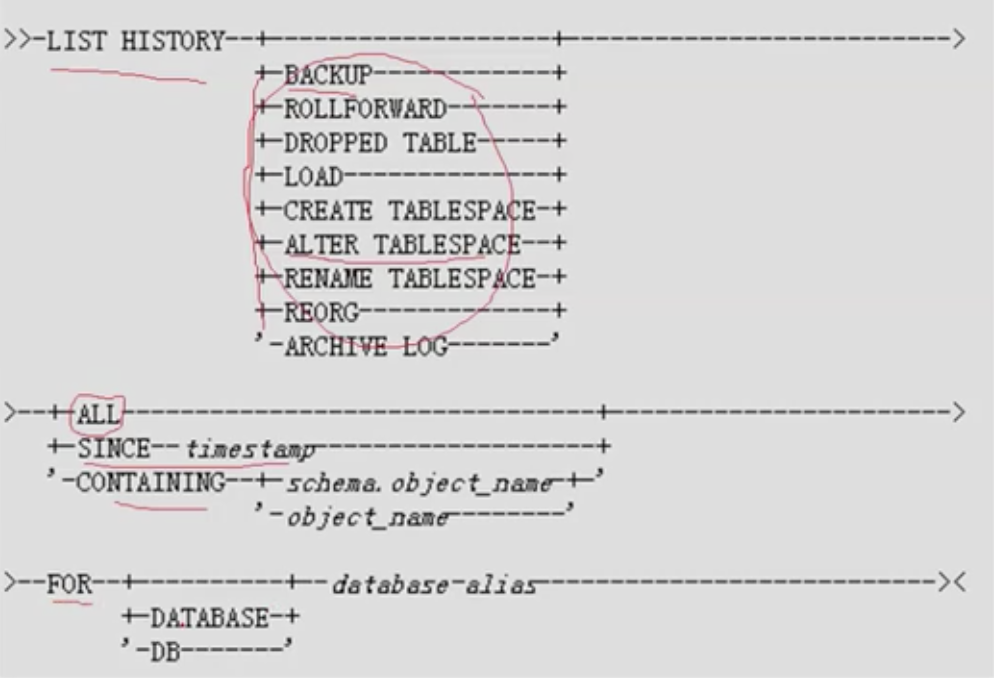 >>-LIST HISTORY--+--------------------+---------------------------->
+-BACKUP-------------+
+-ROLLFORWARD--------+
+-DROPPED TABLE------+
+-LOAD---------------+
+-CREATE TABLESPACE-+
+-ALTER TABLESPACE--+
+-RENAME TABLESPACE-+
+-REORG--------------+
'-ARCHIVE LOG-------'
>--+-ALL---------------------------------+------------------------>
+-SINCE--timestamp--------------------+
'-CONTAINING--+-schema.object_name-+-'
'-object_name--------'
>--FOR--+----------+--database-alias---------------------------><
+-DATABASE-+
'-DB-------'